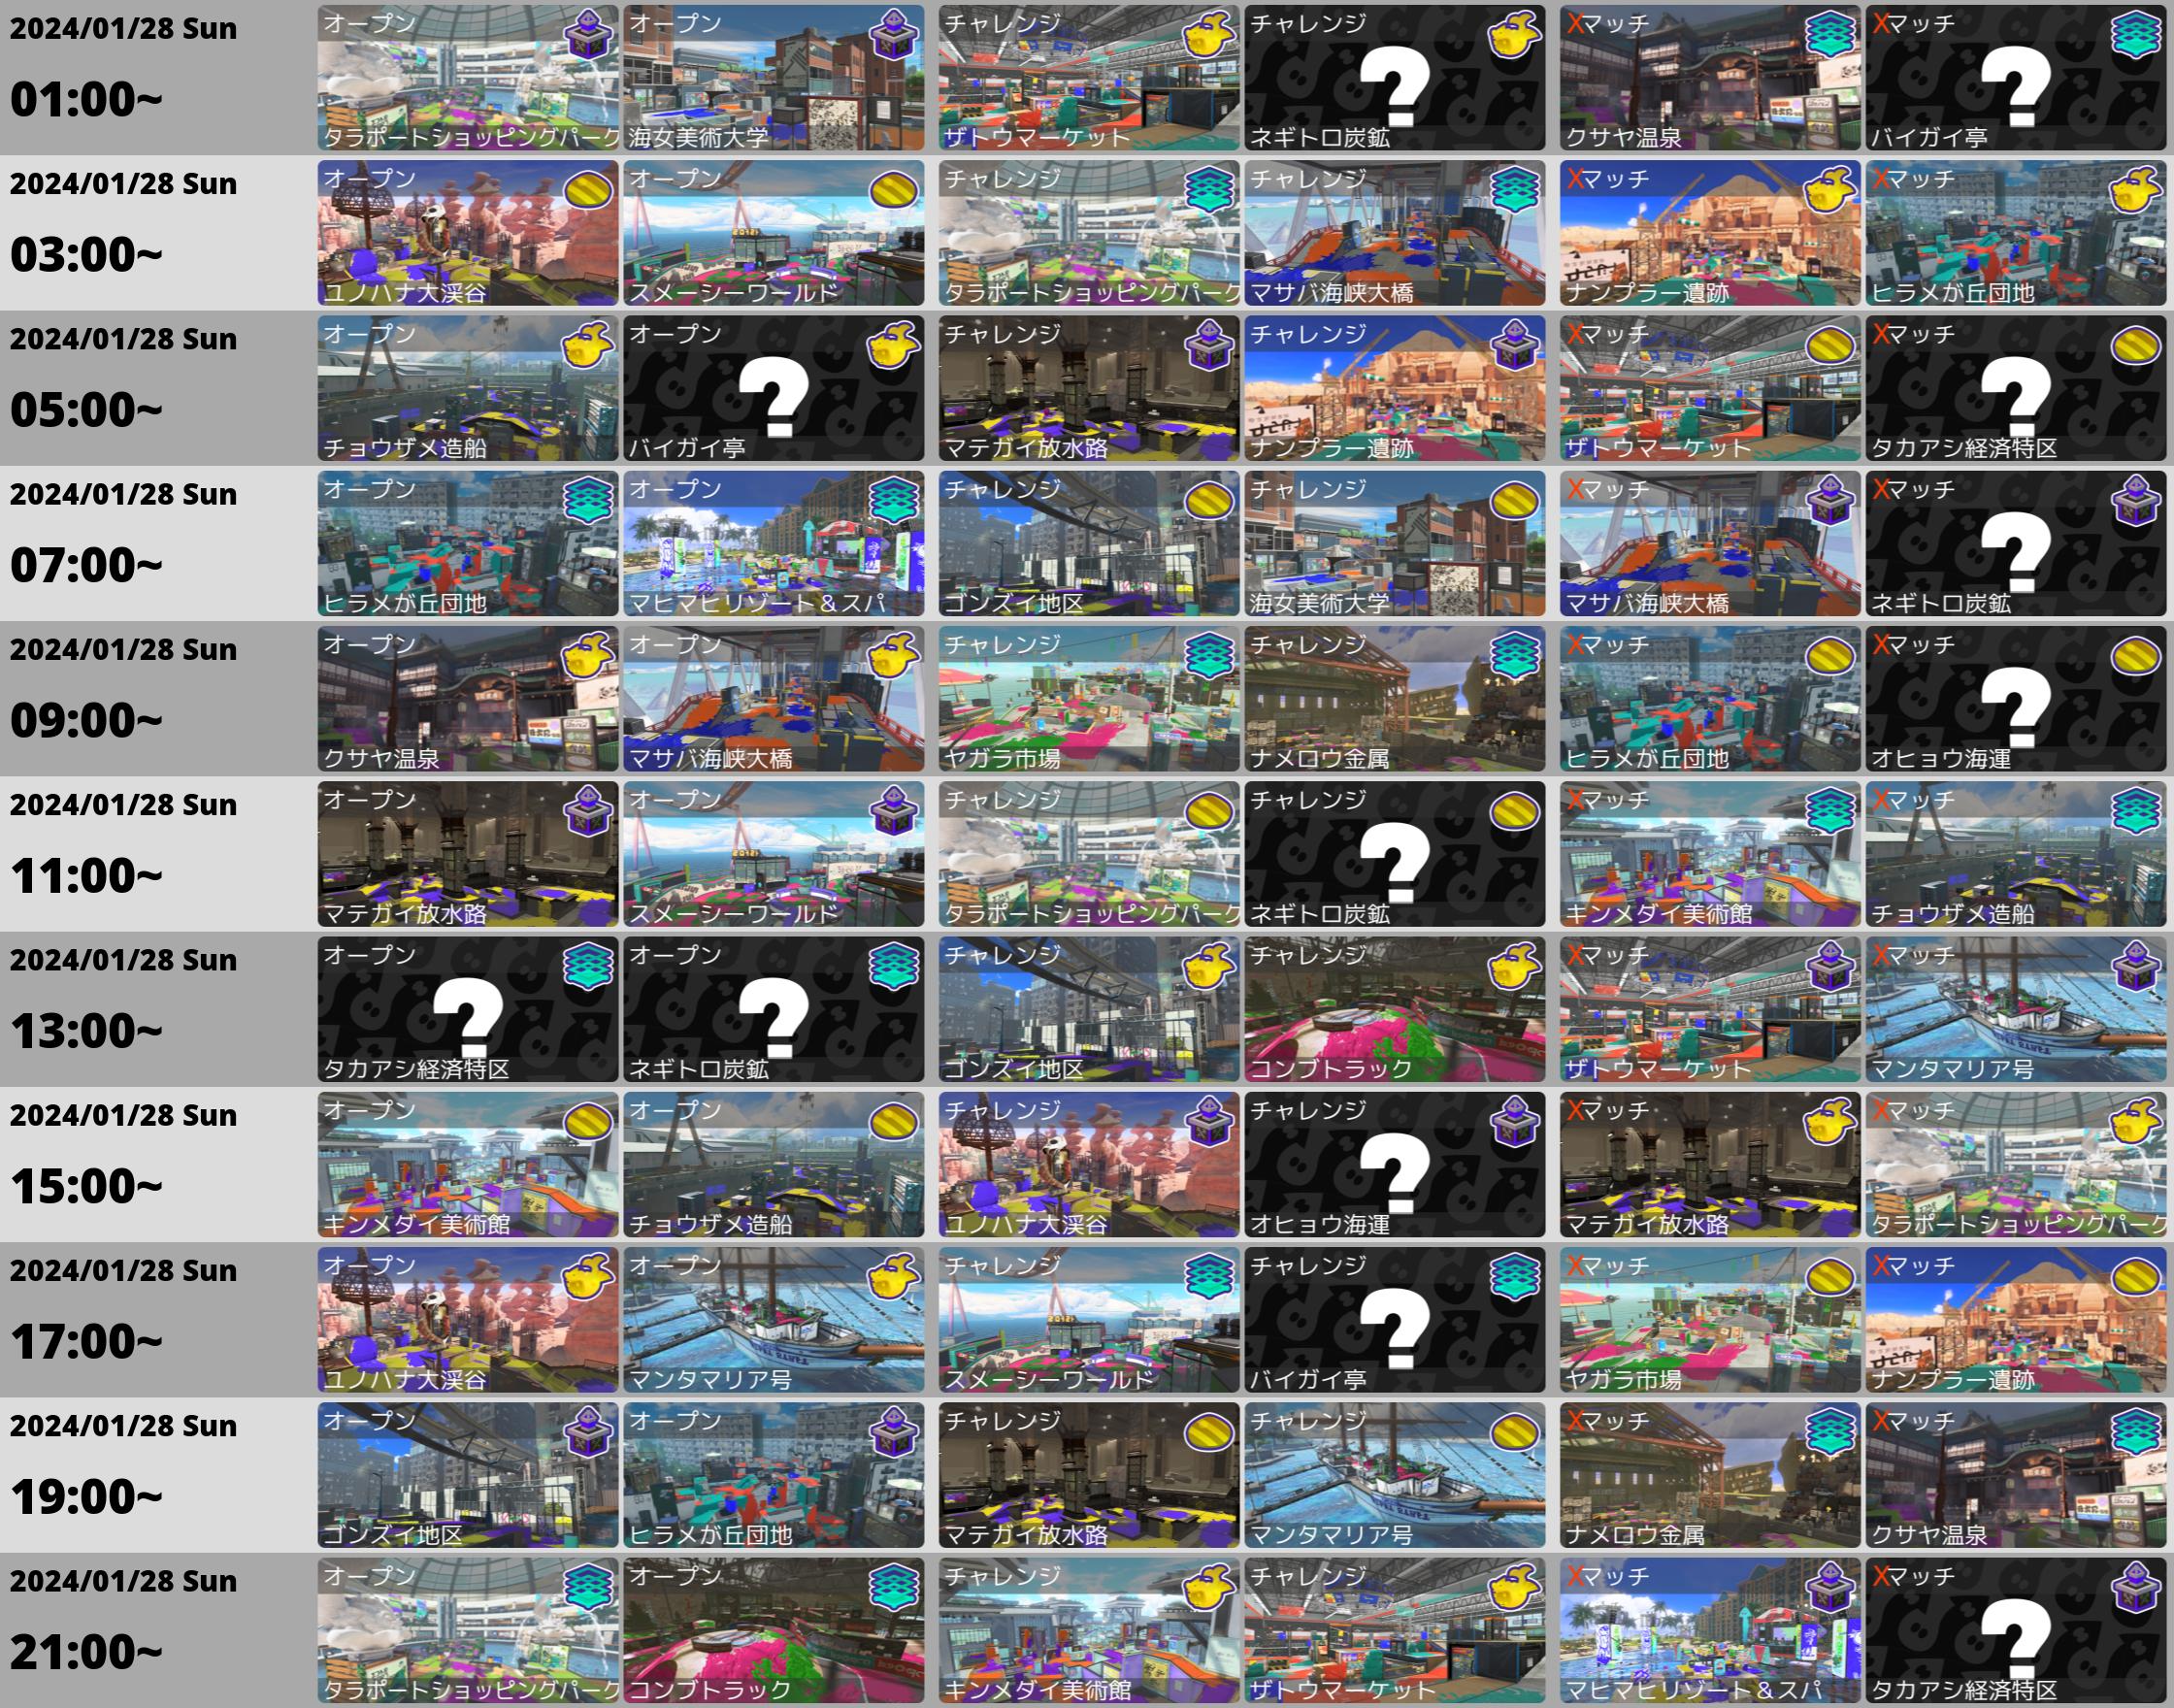 2024/01/28 Sun
01:00~
オープン
タラポートショッピングパーク
オープン
海女美術大学
チャレンジ
ザトウマーケット
チャレンジ
ネギトロ炭鉱
Xマッチ
クサヤ温泉
Xマッチ
バイガイ亭
2024/01/28 Sun
03:00~
オープン
ユノハナ大渓谷
オープン
スメーシーワールド
チャレンジ
タラポートショッピングパーク
チャレンジ
マサバ海峡大橋
Xマッチ
ナンプラー遺跡
Xマッチ
ヒラメが丘団地
2024/01/28 Sun
05:00~
オープン
チョウザメ造船
オープン
バイガイ亭
チャレンジ
マテガイ放水路
チャレンジ
ナンプラー遺跡
Xマッチ
ザトウマーケット
Xマッチ
タカアシ経済特区
2024/01/28 Sun
07:00~
オープン
ヒラメが丘団地
オープン
マヒマヒリゾート＆スパ
チャレンジ
ゴンズイ地区
チャレンジ
海女美術大学
Xマッチ
マサバ海峡大橋
Xマッチ
ネギトロ炭鉱
2024/01/28 Sun
09:00~
オープン
クサヤ温泉
オープン
マサバ海峡大橋
チャレンジ
ヤガラ市場
チャレンジ
ナメロウ金属
Xマッチ
ヒラメが丘団地
Xマッチ
オヒョウ海運
2024/01/28 Sun
11:00~
オープン
マテガイ放水路
オープン
スメーシーワールド
チャレンジ
タラポートショッピングパーク
チャレンジ
ネギトロ炭鉱
Xマッチ
キンメダイ美術館
Xマッチ
チョウザメ造船
2024/01/28 Sun
13:00~
オープン
タカアシ経済特区
オープン
ネギトロ炭鉱
チャレンジ
ゴンズイ地区
チャレンジ
コンブトラック
Xマッチ
ザトウマーケット
Xマッチ
マンタマリア号
2024/01/28 Sun
15:00~
オープン
キンメダイ美術館
オープン
チョウザメ造船
チャレンジ
ユノハナ大渓谷
チャレンジ
オヒョウ海運
Xマッチ
マテガイ放水路
Xマッチ
タラポートショッピングパーク
2024/01/28 Sun
17:00~
オープン
ユノハナ大渓谷
オープン
マンタマリア号
チャレンジ
スメーシーワールド
チャレンジ
バイガイ亭
Xマッチ
ヤガラ市場
Xマッチ
ナンプラー遺跡
2024/01/28 Sun
19:00~
オープン
ゴンズイ地区
オープン
ヒラメが丘団地
チャレンジ
マテガイ放水路
チャレンジ
マンタマリア号
Xマッチ
ナメロウ金属
Xマッチ
クサヤ温泉
2024/01/28 Sun
21:00~
オープン
タラポートショッピングパーク
オープン
コンブトラック
チャレンジ
キンメダイ美術館
チャレンジ
ザトウマーケット
Xマッチ
マヒマヒリゾート＆スパ
Xマッチ
タカアシ経済特区